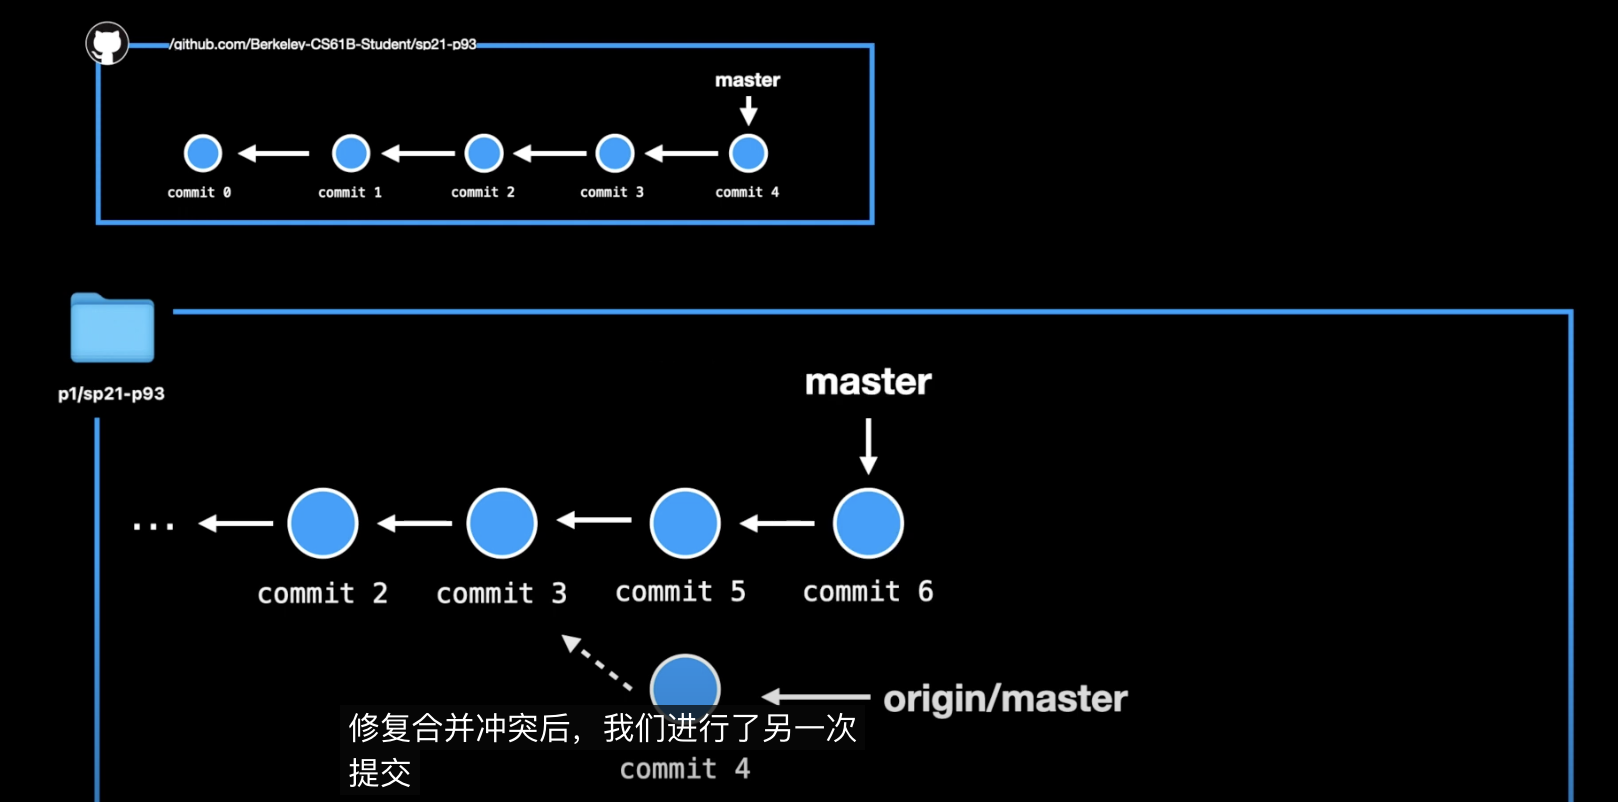 /github.com/Berkeley-CS61B-Student/sp21-p93
master
commit 0
commit 1
commit 2
commit 3
commit 4
p1/sp21-p93
master
...
commit 2
commit 3
commit 5
commit 6
origin/master
修复合并冲突后，我们进行了另一次
提交
commit 4